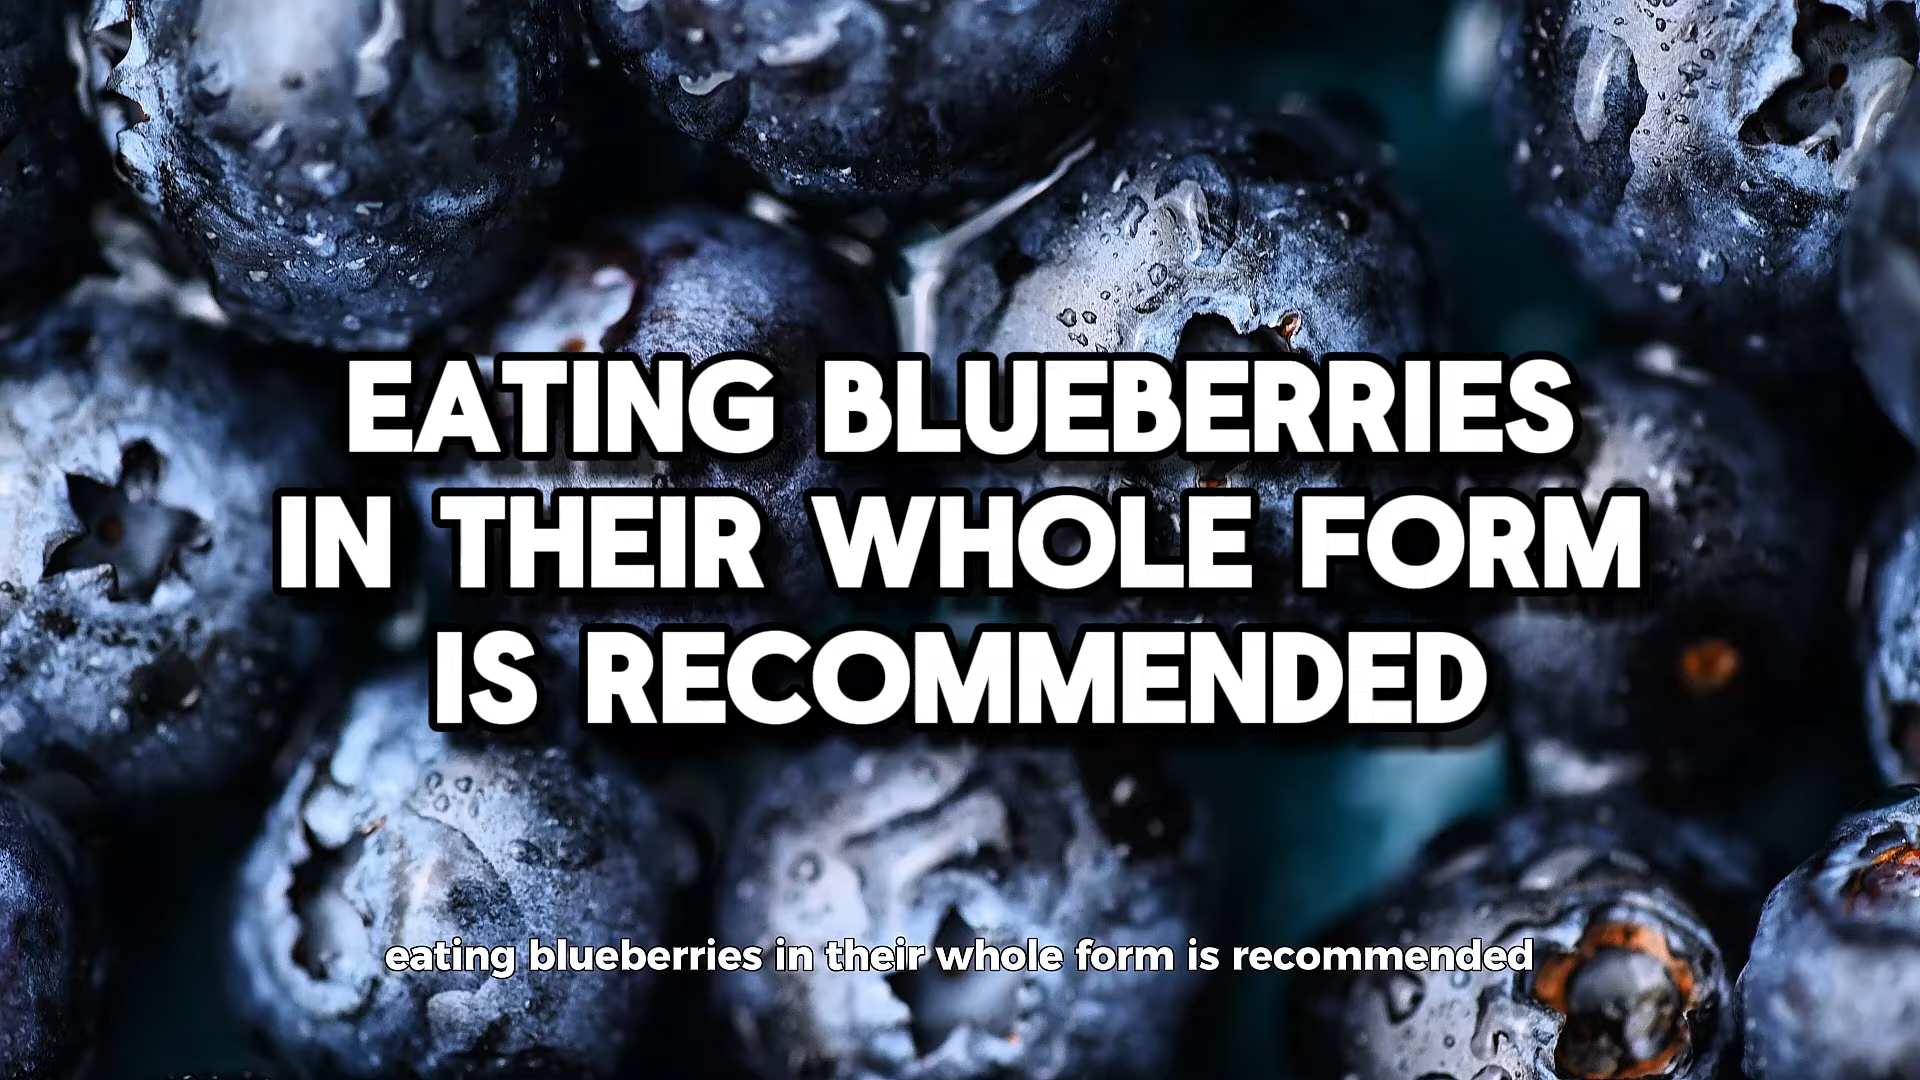 EATING BLUEBERRIES
IN THEIR WHOLE FORM
IS RECOMMENDED
eating blueberries in their whole form is recommended